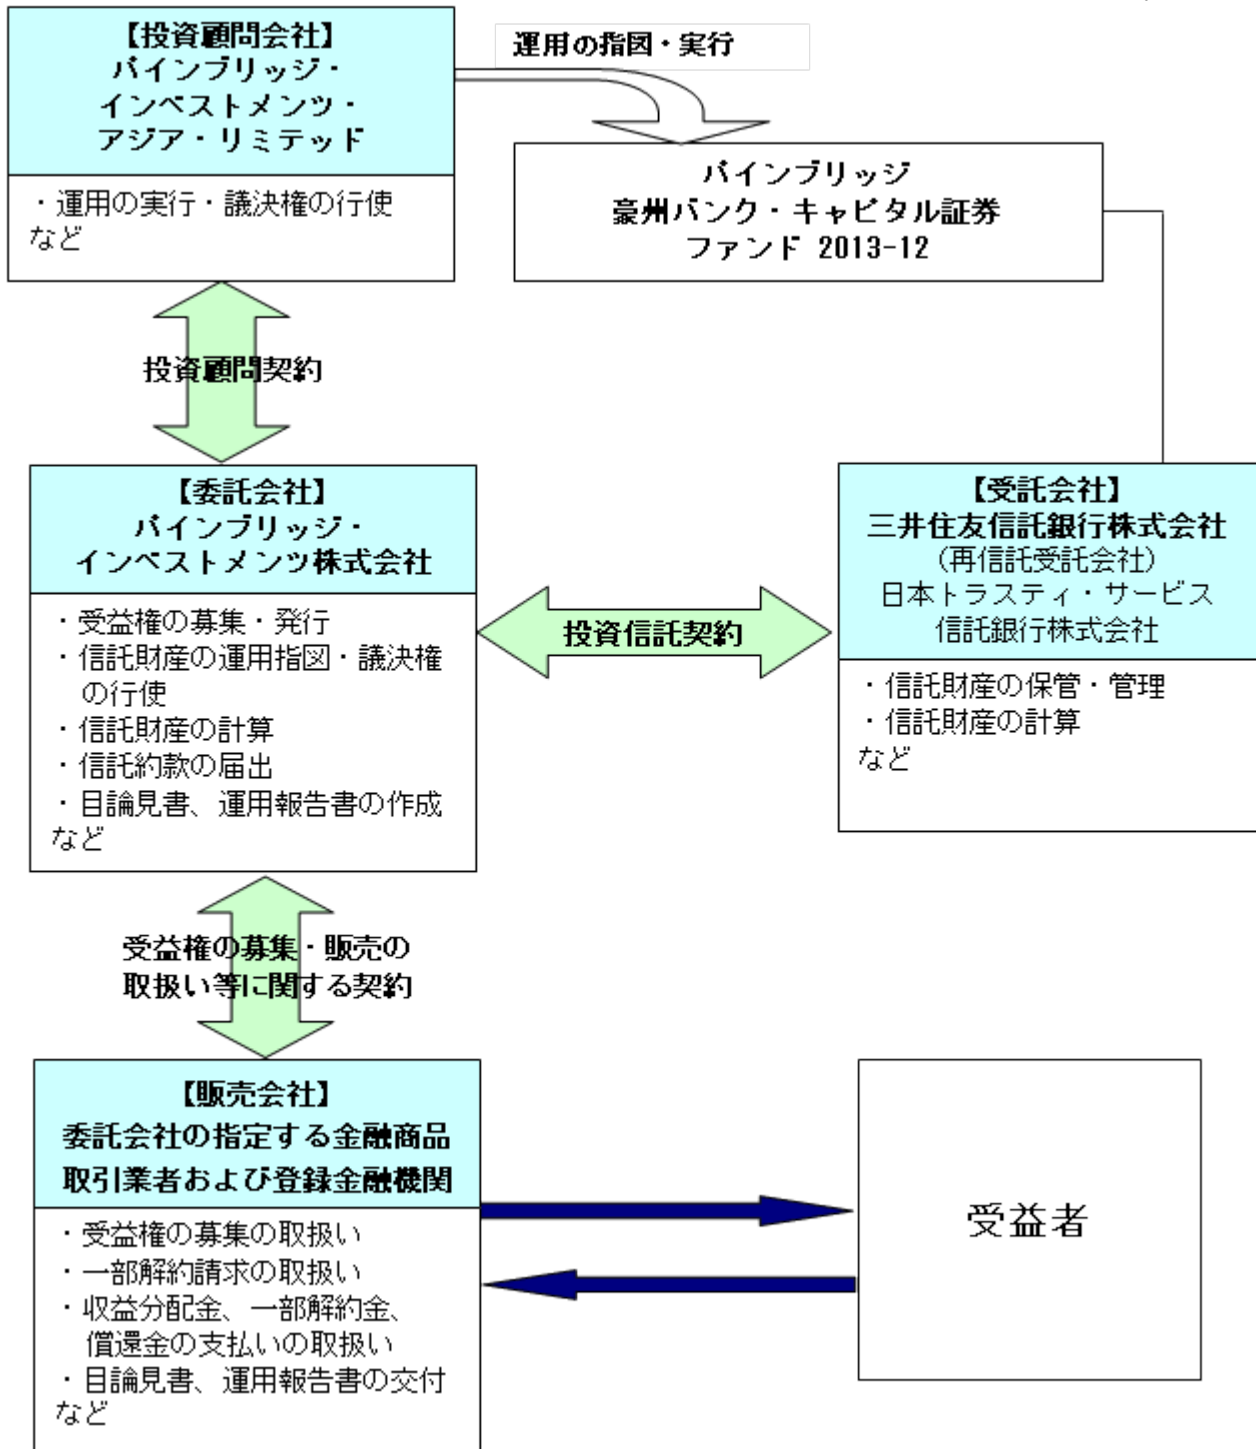 【投資顧問会社】
パインブリッジ・
インベストメンツ・
アジア・リミテッド
・運用の実行・議決権の行使
など
運用の指図・実行
パインブリッジ
豪州バンク・キャピタル証券
ファンド 2013-12
投資顧問契約
【委託会社】
パインブリッジ・
インベストメンツ株式会社
・受益権の募集・発行
・信託財産の運用指図・議決権
の行使
・信託財産の計算
・信託約款の届出
・目論見書、運用報告書の作成
など
投資信託契約
【受託会社】
三井住友信託銀行株式会社
(再信託受託会社)
日本トラスティ・サービス
信託銀行株式会社
・信託財産の保管・管理
・信託財産の計算
など
受益権の募集・販売の
取扱い等に関する契約
【販売会社】
委託会社の指定する金融商品
取引業者および登録金融機関
・受益権の募集の取扱い
・一部解約請求の取扱い
・収益分配金、一部解約金、
償還金の支払いの取扱い
・目論見書、運用報告書の交付
など
受益者